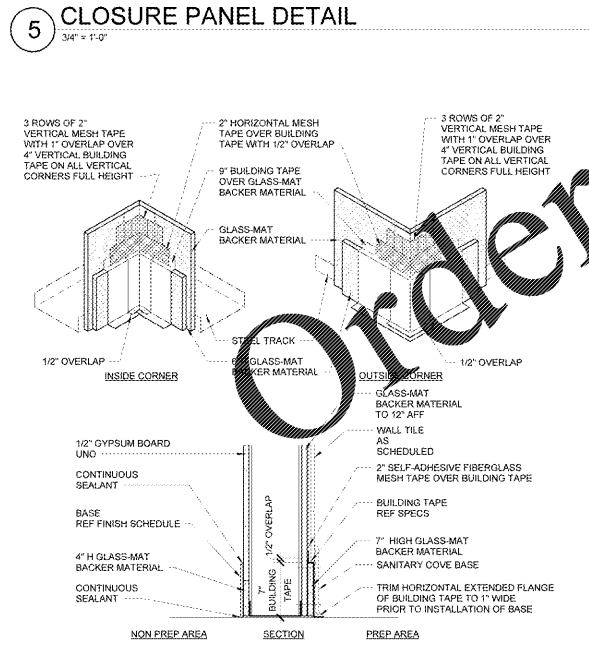 5
CLOSURE PANEL DETAIL
3/4" = 1'-0"
3 ROWS OF 2"
VERTICAL MESH TAPE
WITH 1" OVERLAP OVER
4" VERTICAL BUILDING
TAPE ON ALL VERTICAL
CORNERS FULL HEIGHT
2" HORIZONTAL MESH
TAPE OVER BUILDING
TAPE WITH 1/2" OVERLAP
9" BUILDING TAPE
OVER GLASS-MAT
BACKER MATERIAL
GLASS-MAT
BACKER MATERIAL
3 ROWS OF 2"
VERTICAL MESH TAPE
WITH 1" OVERLAP OVER
4" VERTICAL BUILDING
TAPE ON ALL VERTICAL
CORNERS FULL HEIGHT
STEEL TRACK
GLASS-MAT
BACKER MATERIAL
1/2" OVERLAP
INSIDE CORNER
1/2" OVERLAP
OUTSIDE CORNER
Order
GLASS-MAT
BACKER MATERIAL
TO 12" AFF
WALL TILE
AS
SCHEDULED
2" SELF-ADHESIVE FIBERGLASS
MESH TAPE OVER BUILDING TAPE
BUILDING TAPE
REF SPECS
7" HIGH GLASS-MAT
BACKER MATERIAL
SANITARY COVE BASE
TRIM HORIZONTAL EXTENDED FLANGE
OF BUILDING TAPE TO 1" WIDE
PRIOR TO INSTALLATION OF BASE
1/2" GYPSUM BOARD
UNO
CONTINUOUS
SEALANT
BASE
REF FINISH SCHEDULE
4" H GLASS-MAT
BACKER MATERIAL
CONTINUOUS
SEALANT
1/2" OVERLAP
7"
BUILDING
TAPE
NON PREP AREA
SECTION
PREP AREA